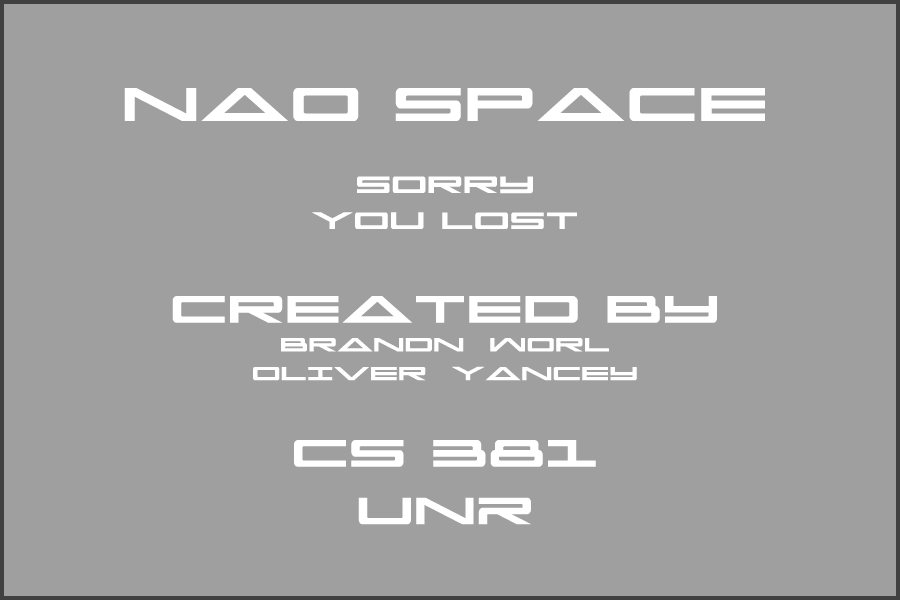 NAO SPACE
SORRY
YOU LOST
CREATED BY
BRANDON WORL
OLIVER YANCEY
CS 381
UNR